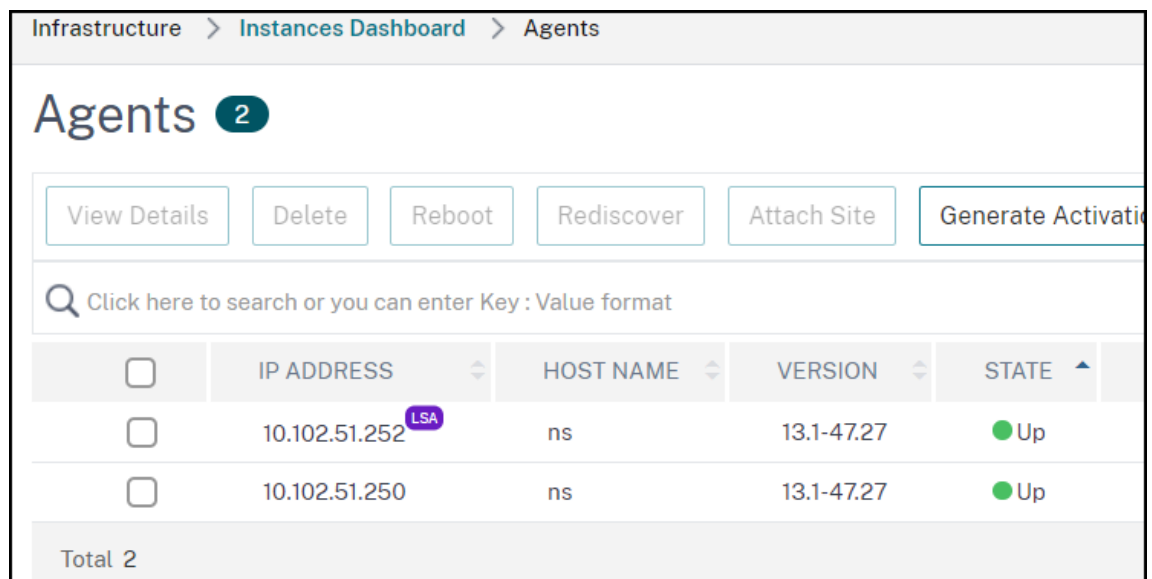 Infrastructure > Instances Dashboard > Agents
Agents 2
View Details Delete Reboot Rediscover Attach Site Generate Activatio
Click here to search or you can enter Key : Value format
IP ADDRESS HOST NAME VERSION STATE
10.102.51.252 LSA ns 13.1-47.27 Up
10.102.51.250 ns 13.1-47.27 Up
Total 2